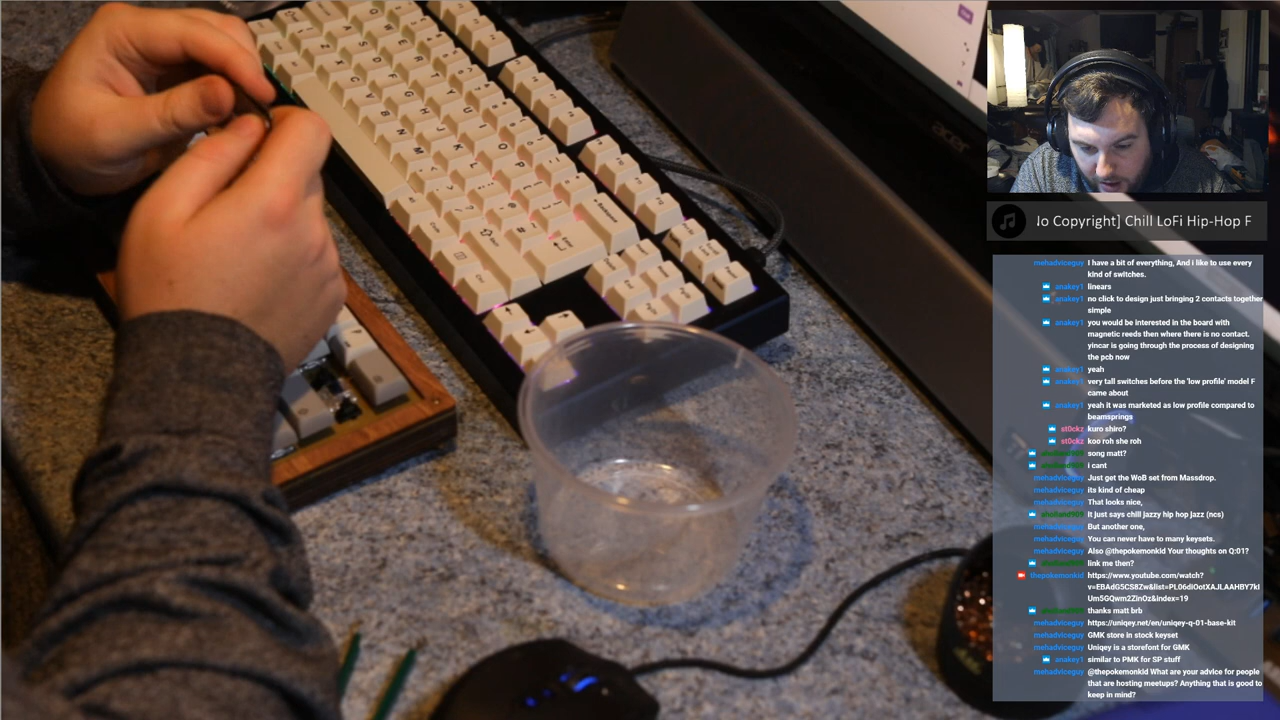 acer
lo Copyright] Chill LoFi Hip-Hop F
mehadviceguy I have a bit of everything, And i like to use every
kind of switches.
anakey1 linears
anakey1 no click to design just bringing 2 contacts together
simple
anakey1 you would be interested in the board with
magnetic reeds then where there is no contact.
yincar is going through the process of designing
the pcb now
anakey1 yeah
anakey1 very tall switches before the 'low profile' model F
came about
anakey1 yeah it was marketed as low profile compared to
beamsprings
st0ckz kuro shiro?
st0ckz koo roh she roh
song matt?
i cant
mehadviceguy Just get the WoB set from Massdrop.
mehadviceguy its kind of cheap
mehadviceguy That looks nice,
It just says chill jazzy hip hop jazz (ncs)
mehadviceguy But another one,
mehadviceguy You can never have to many keysets.
mehadviceguy Also @thepokemonkid Your thoughts on Q:01?
link me then?
thepokemonkid https://www.youtube.com/watch?
thanks matt brb
mehadviceguy https://uniqey.net/en/uniqey-q-01-base-kit
mehadviceguy GMK store in stock keyset
mehadviceguy Uniqey is a storefont for GMK
anakey1 similar to PMK for SP stuff
mehadviceguy @thepokemonkid What are your advice for people
that are hosting meetups? Anything that is good to
keep in mind?